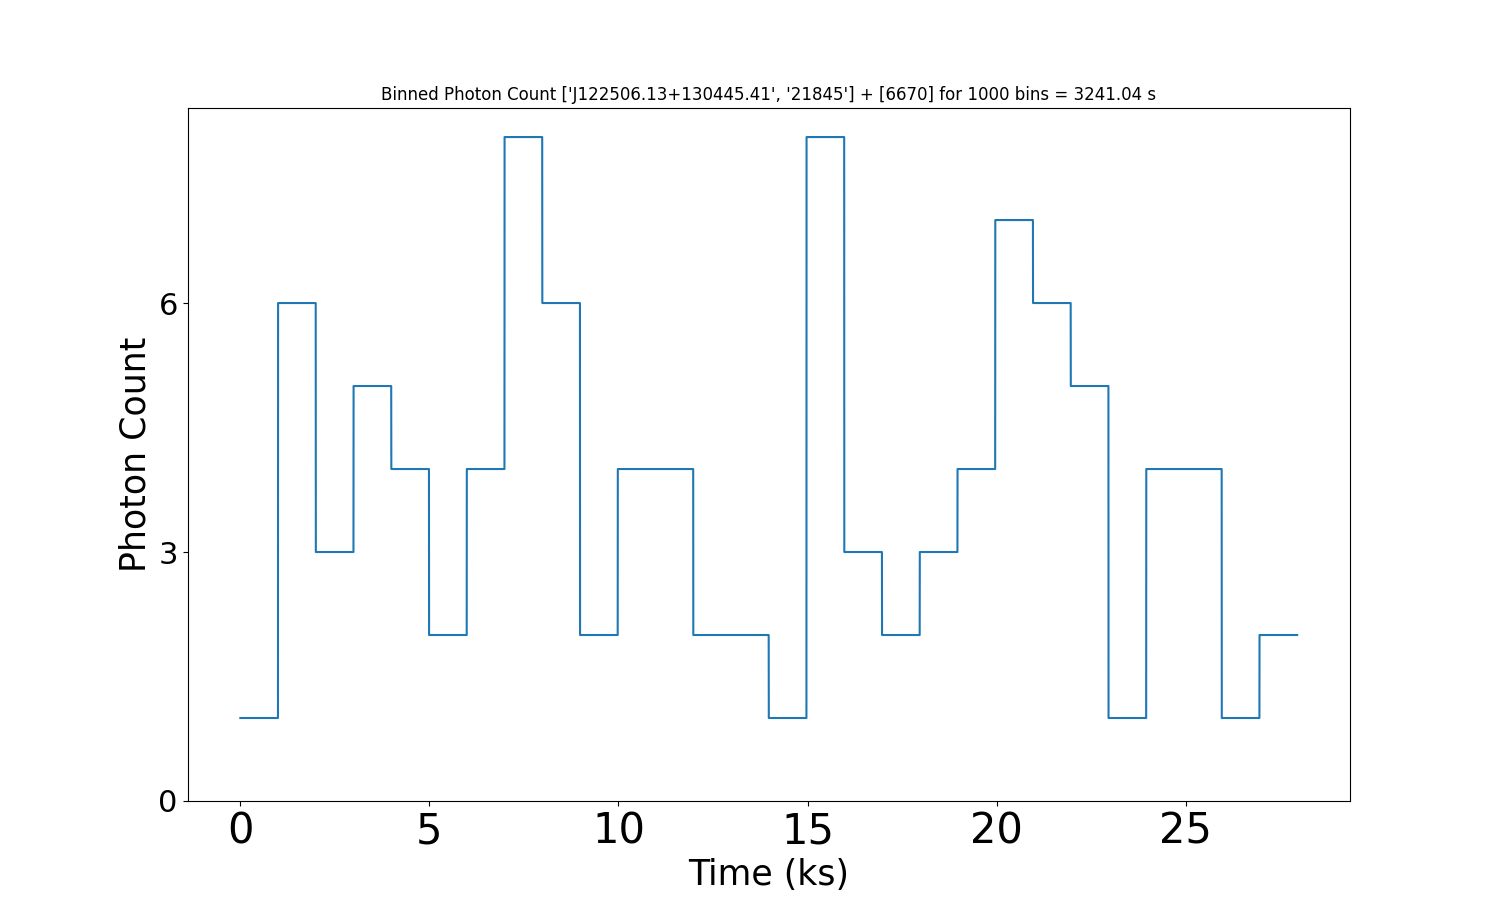 Binned Photon Count ['J122506.13+130445.41', '21845'] + [6670] for 1000 bins = 3241.04 s
6
3
0
Photon Count
0 5 10 15 20 25
Time (ks)